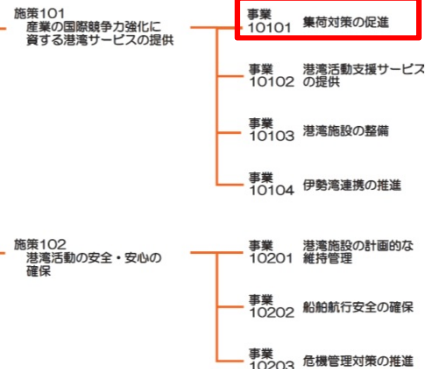 施策101
産業の国際競争力強化に
資する港湾サービスの提供
事業
10101 集荷対策の促進
事業
10102 港湾活動支援サービス
の提供
事業
10103 港湾施設の整備
事業
10104 伊勢湾連携の推進
施策102
港湾活動の安全・安心の
確保
事業
10201 港湾施設の計画的な
維持管理
事業
10202 船舶航行安全の確保
事業
10203 危機管理対策の推進